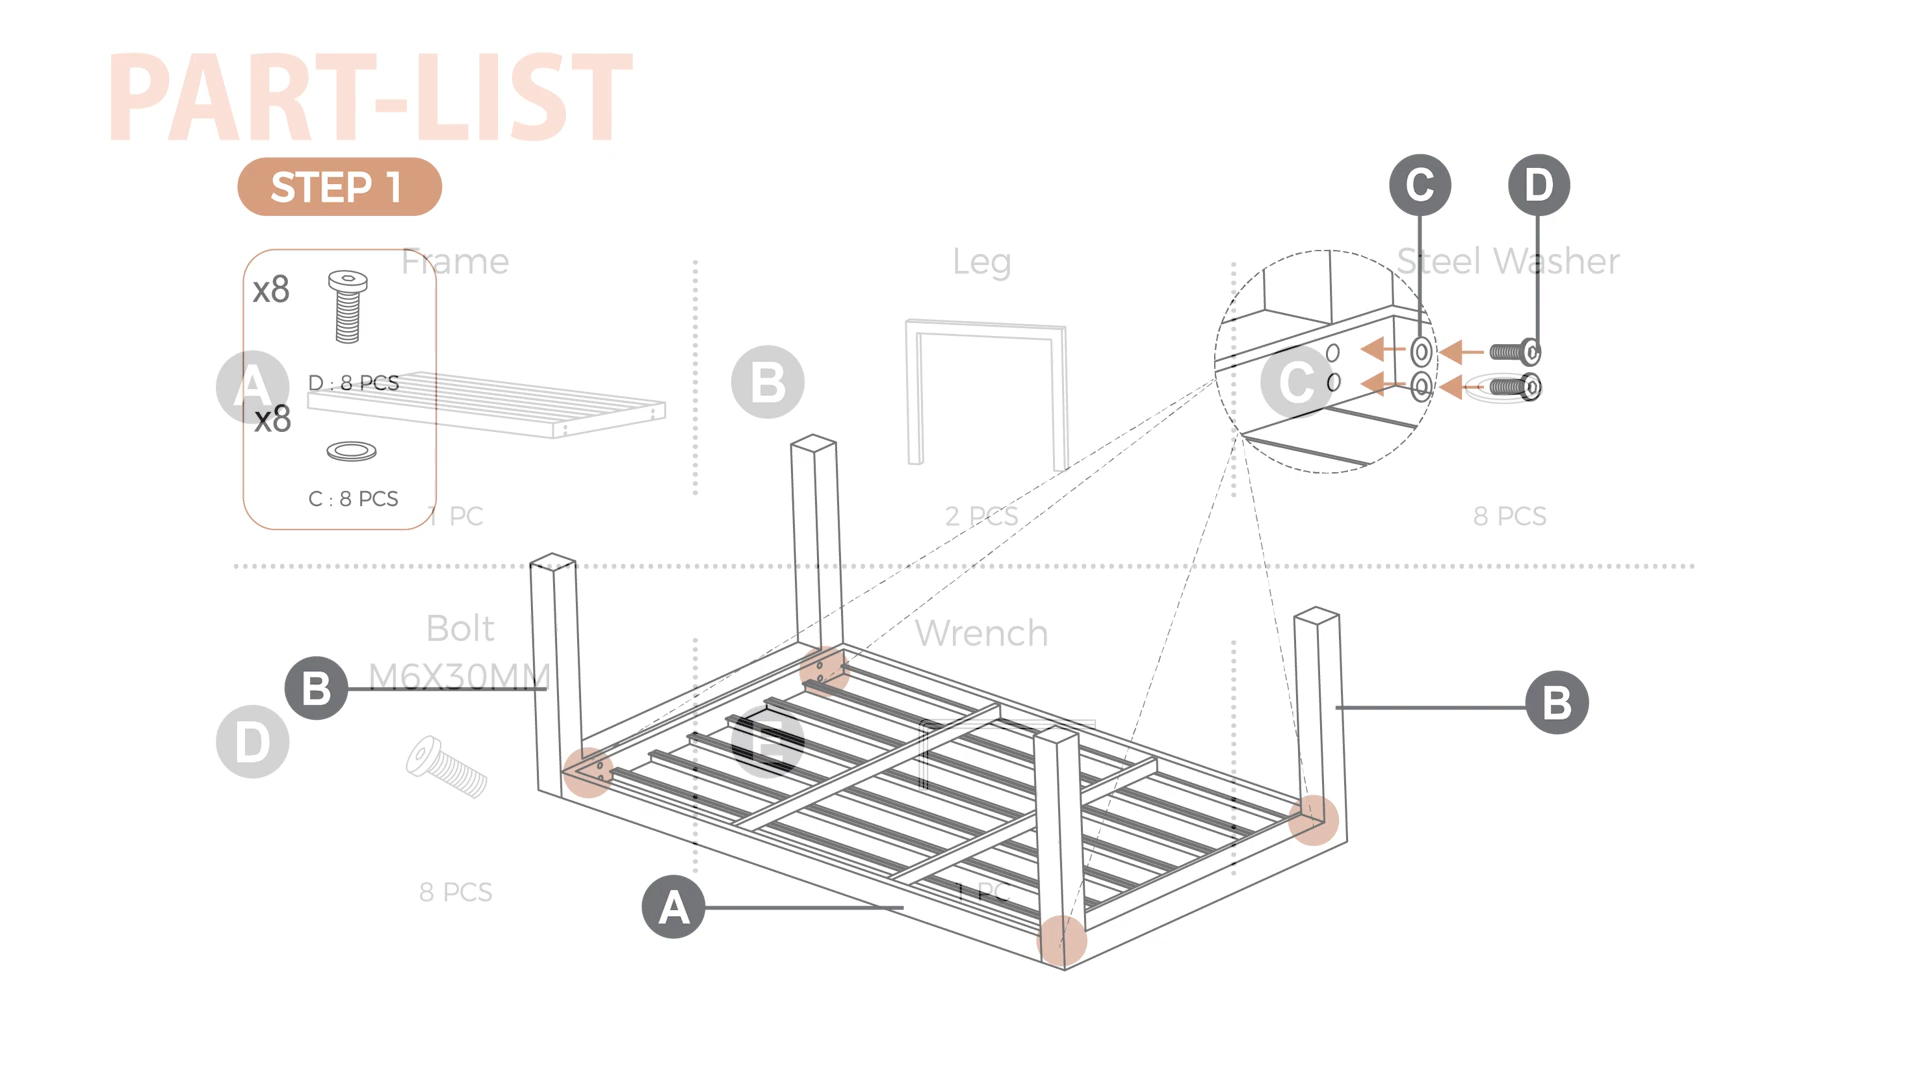 PART-LIST
STEP 1
C
D
Frame
Leg
Steel Washer
x8
D : 8 PCS
A
B
C
x8
C : 8 PCS
1 PC
2 PCS
8 PCS
Bolt
M6X30MM
Wrench
B
B
D
E
8 PCS
1 PC
A